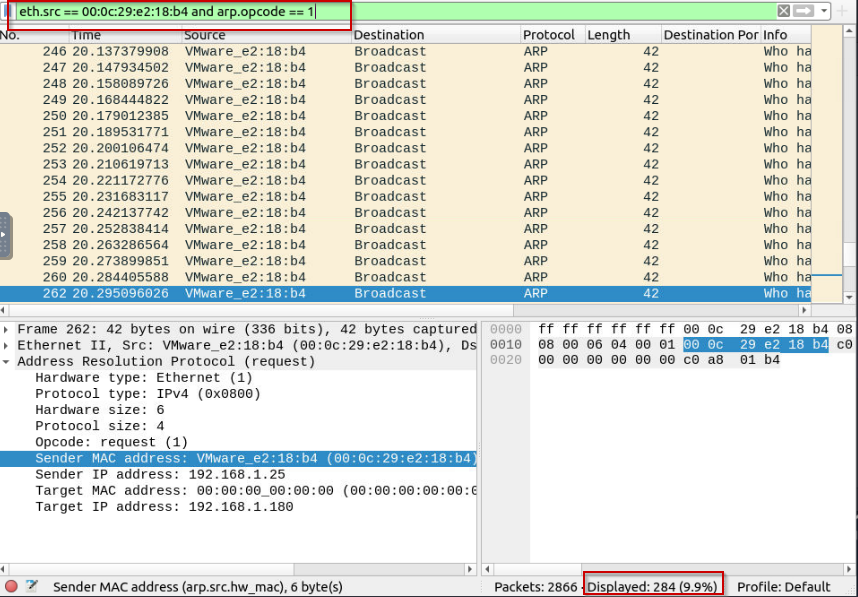 eth.src == 00:0c:29:e2:18:b4 and arp.opcode == 1
No. Time Source Destination Protocol Length Destination Por Info
246 20.137379908 VMware_e2:18:b4 Broadcast ARP 42 Who ha
247 20.147934502 VMware_e2:18:b4 Broadcast ARP 42 Who ha
248 20.158089726 VMware_e2:18:b4 Broadcast ARP 42 Who ha
249 20.168444822 VMware_e2:18:b4 Broadcast ARP 42 Who ha
250 20.179012385 VMware_e2:18:b4 Broadcast ARP 42 Who ha
251 20.189531771 VMware_e2:18:b4 Broadcast ARP 42 Who ha
252 20.200106474 VMware_e2:18:b4 Broadcast ARP 42 Who ha
253 20.210619713 VMware_e2:18:b4 Broadcast ARP 42 Who ha
254 20.221172776 VMware_e2:18:b4 Broadcast ARP 42 Who ha
255 20.231683117 VMware_e2:18:b4 Broadcast ARP 42 Who ha
256 20.242137742 VMware_e2:18:b4 Broadcast ARP 42 Who ha
257 20.252838414 VMware_e2:18:b4 Broadcast ARP 42 Who ha
258 20.263286564 VMware_e2:18:b4 Broadcast ARP 42 Who ha
259 20.273899851 VMware_e2:18:b4 Broadcast ARP 42 Who ha
260 20.284405588 VMware_e2:18:b4 Broadcast ARP 42 Who ha
262 20.295096026 VMware_e2:18:b4 Broadcast ARP 42 Who ha
Frame 262: 42 bytes on wire (336 bits), 42 bytes captured
Ethernet II, Src: VMware_e2:18:b4 (00:0c:29:e2:18:b4), Ds
Address Resolution Protocol (request)
Hardware type: Ethernet (1)
Protocol type: IPv4 (0x0800)
Hardware size: 6
Protocol size: 4
Opcode: request (1)
Sender MAC address: VMware_e2:18:b4 (00:0c:29:e2:18:b4)
Sender IP address: 192.168.1.25
Target MAC address: 00:00:00_00:00:00 (00:00:00:00:00:0
Target IP address: 192.168.1.180
0000 ff ff ff ff ff ff 00 0c 29 e2 18 b4 08
0010 08 00 06 04 00 01 00 0c 29 e2 18 b4 c0
0020 00 00 00 00 00 00 c0 a8 01 b4
Sender MAC address (arp.src.hw_mac), 6 byte(s) Packets: 2866 · Displayed: 284 (9.9%) Profile: Default